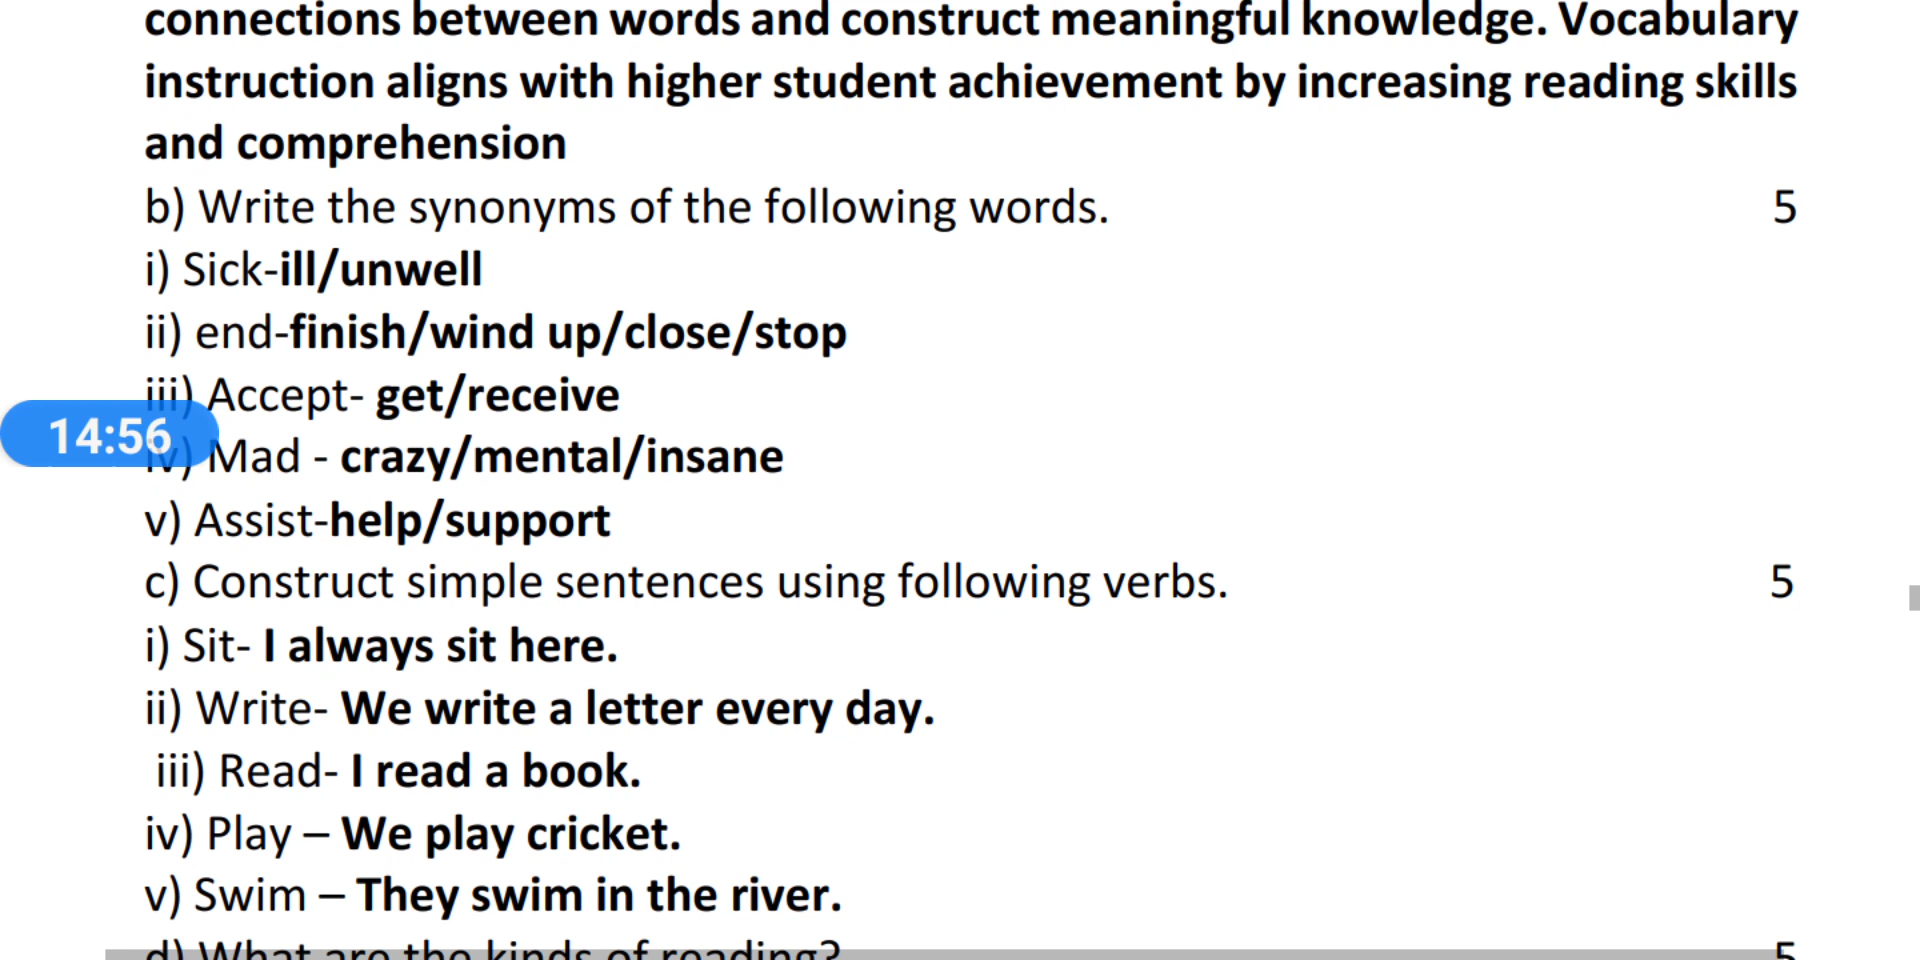 connections between words and construct meaningful knowledge. Vocabulary
instruction aligns with higher student achievement by increasing reading skills
and comprehension
b) Write the synonyms of the following words. 5
i) Sick-ill/unwell
ii) end-finish/wind up/close/stop
iii) Accept- get/receive
14:56
iv) Mad - crazy/mental/insane
v) Assist-help/support
c) Construct simple sentences using following verbs. 5
i) Sit- I always sit here.
ii) Write- We write a letter every day.
iii) Read- I read a book.
iv) Play – We play cricket.
v) Swim – They swim in the river.
d) What are the kinds of reading? 5